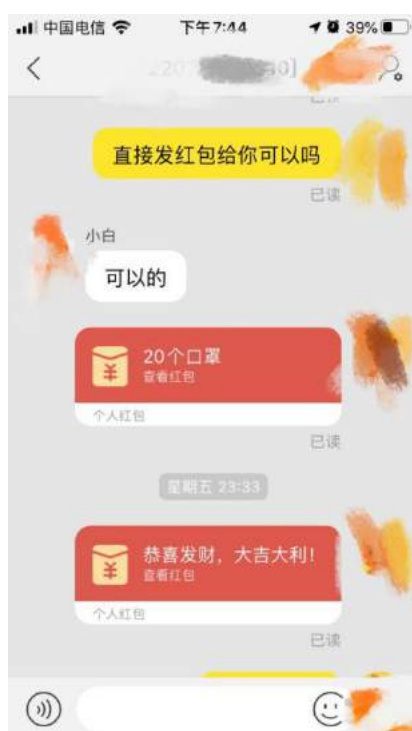 中国电信 下午7:44 39%
直接发红包给你可以吗
已读
小白
可以的
20个口罩
查看红包
个人红包
已读
星期五 23:33
恭喜发财，大吉大利！
查看红包
个人红包
已读